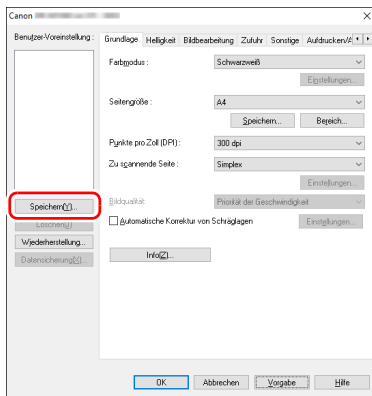 Canon
Benutzer-Voreinstellung :
Grundlage Helligkeit Bildbearbeitung Zufuhr Sonstige Aufdrucken/A
Farbmodus :
Schwarzweiß
Einstellungen...
Seitengröße :
A4
Speichern...
Bereich...
Punkte pro Zoll (DPI) :
300 dpi
Zu scannende Seite :
Simplex
Einstellungen...
Bildqualität:
Priorität der Geschwindigkeit
Automatische Korrektur von Schräglagen
Einstellungen...
Speichern(Y)...
Löschen(J)
Wiederherstellung...
Datensicherung(X)...
Info(Z)...
OK
Abbrechen
Vorgabe
Hilfe